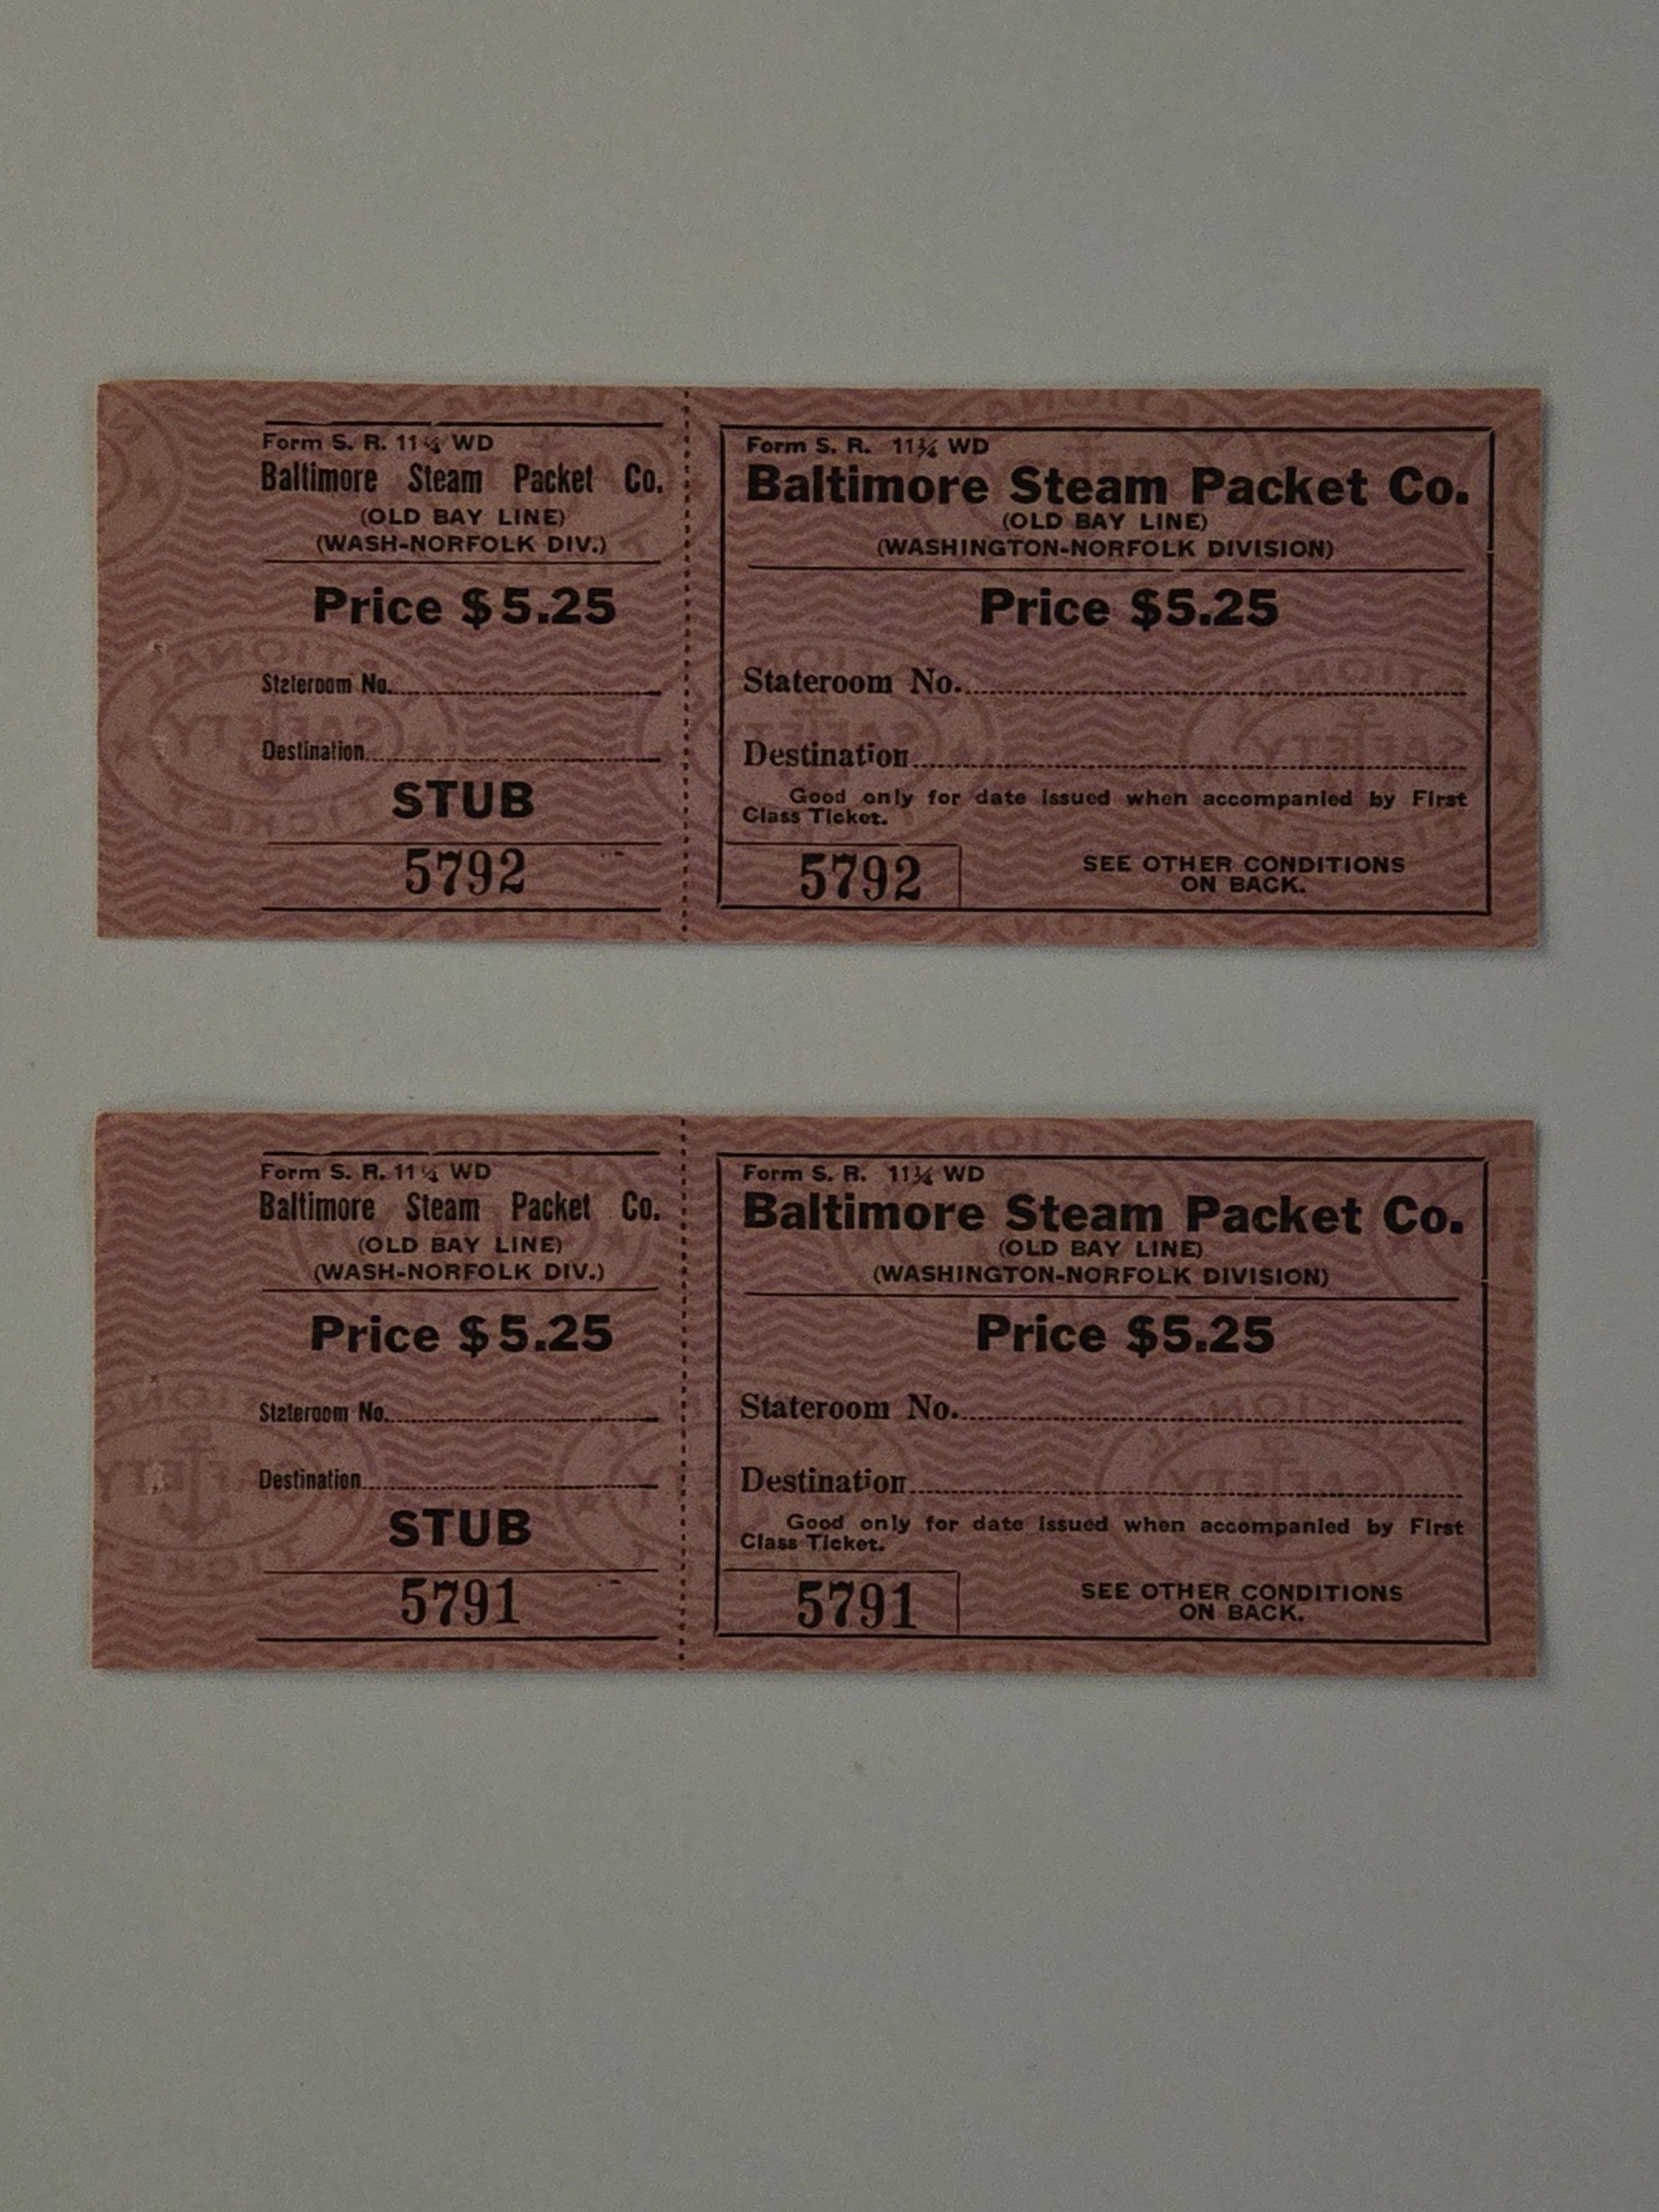 Form S. R. 11¼ WD
Baltimore Steam Packet Co.
(OLD BAY LINE)
(WASH-NORFOLK DIV.)
Price $5.25
Stateroom No.
Destination
STUB
5792
Form S. R. 11¼ WD
Baltimore Steam Packet Co.
(OLD BAY LINE)
(WASHINGTON-NORFOLK DIVISION)
Price $5.25
Stateroom No.
Destination
Good only for date issued when accompanied by First
Class Ticket.
5792
SEE OTHER CONDITIONS
ON BACK.
Form S. R. 11¼ WD
Baltimore Steam Packet Co.
(OLD BAY LINE)
(WASH-NORFOLK DIV.)
Price $5.25
Stateroom No.
Destination
STUB
5791
Form S. R. 11¼ WD
Baltimore Steam Packet Co.
(OLD BAY LINE)
(WASHINGTON-NORFOLK DIVISION)
Price $5.25
Stateroom No.
Destination
Good only for date issued when accompanied by First
Class Ticket.
5791
SEE OTHER CONDITIONS
ON BACK.